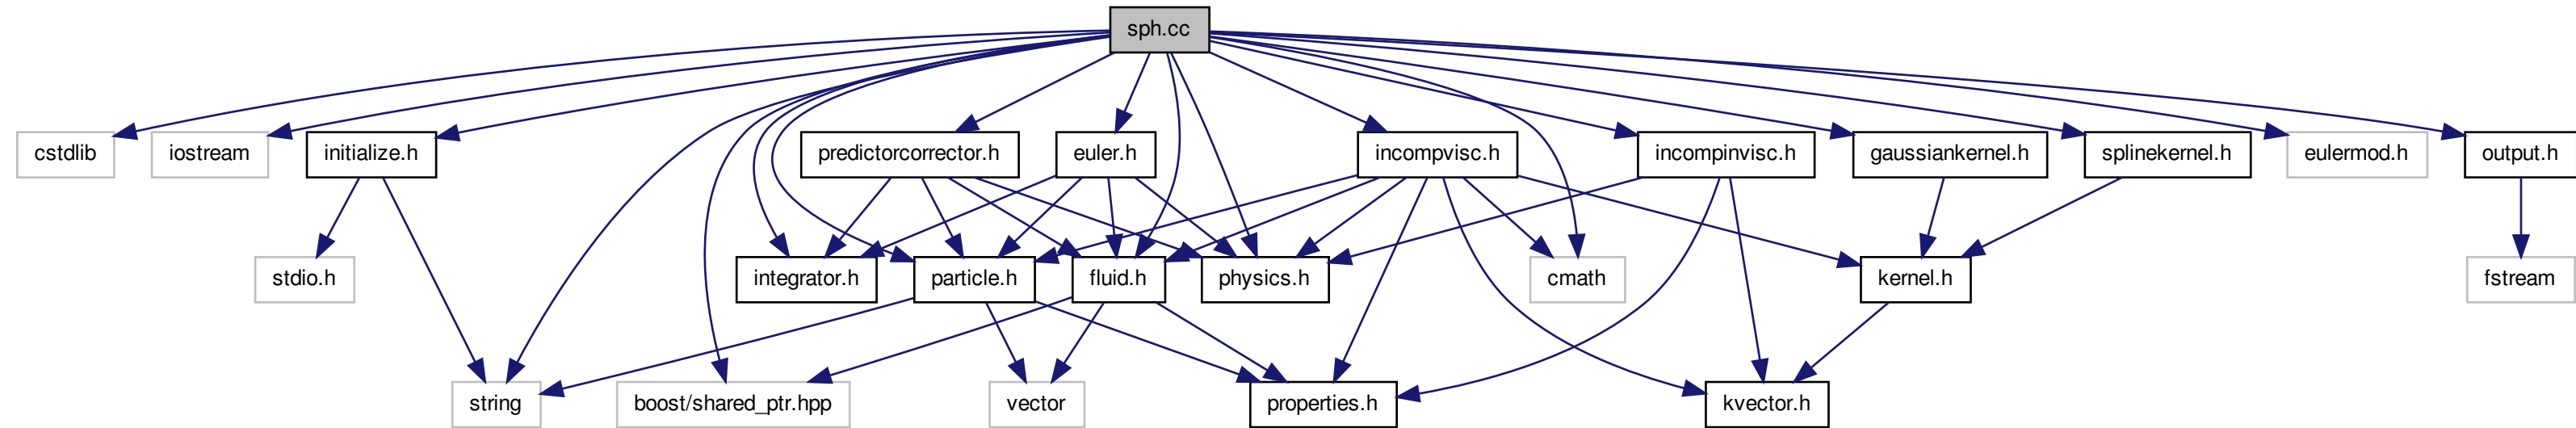 sph.cc
cstdlib
iostream
initialize.h
predictorcorrector.h
euler.h
incompvisc.h
incompinvisc.h
gaussiankernel.h
splinekernel.h
eulermod.h
output.h
stdio.h
integrator.h
particle.h
fluid.h
physics.h
cmath
kernel.h
fstream
string
boost/shared_ptr.hpp
vector
properties.h
kvector.h